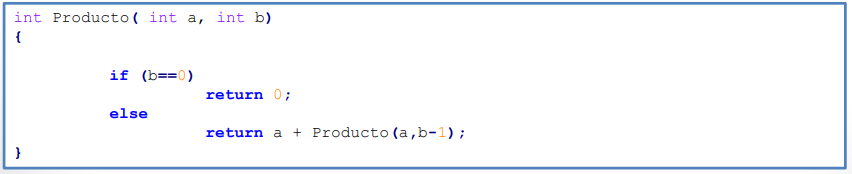 int Producto( int a, int b)
{
if (b==0)
return 0;
else
return a + Producto(a,b-1);
}